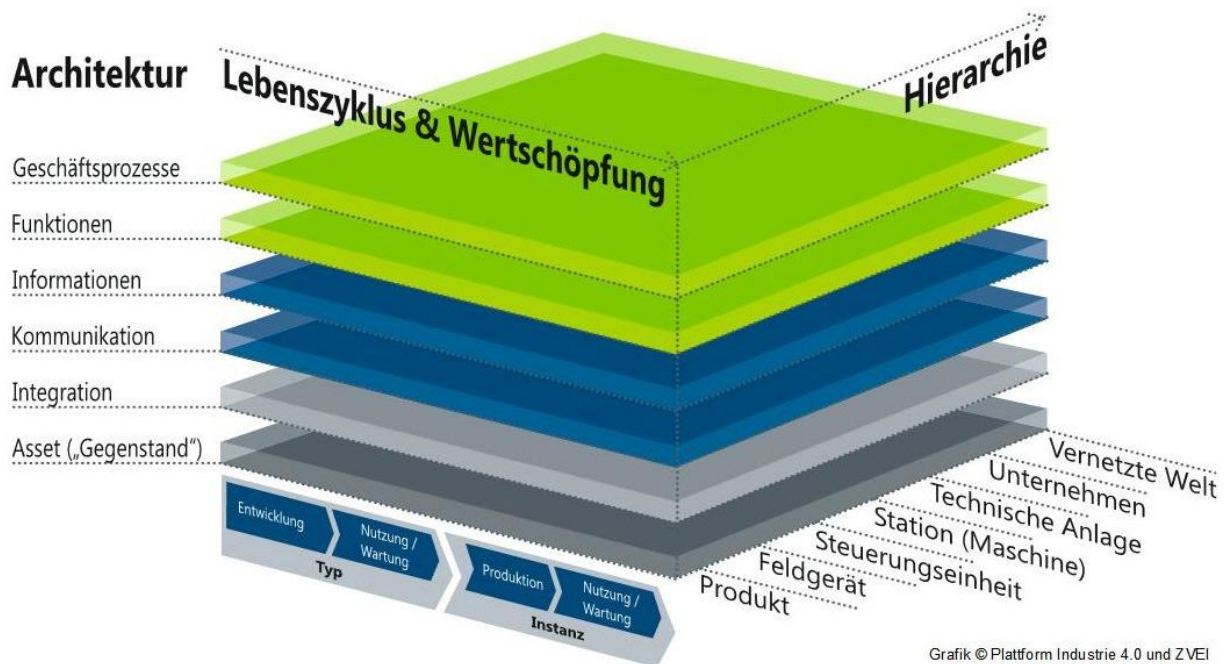 Architektur
Lebenszyklus & Wertschöpfung
Hierarchie
Geschäftsprozesse
Funktionen
Informationen
Kommunikation
Integration
Asset („Gegenstand“)
Entwicklung
Nutzung /
Wartung
Typ
Produktion
Nutzung /
Wartung
Instanz
Vernetzte Welt
Unternehmen
Technische Anlage
Station (Maschine)
Steuerungseinheit
Feldgerät
Produkt
Grafik © Plattform Industrie 4.0 und ZVEI